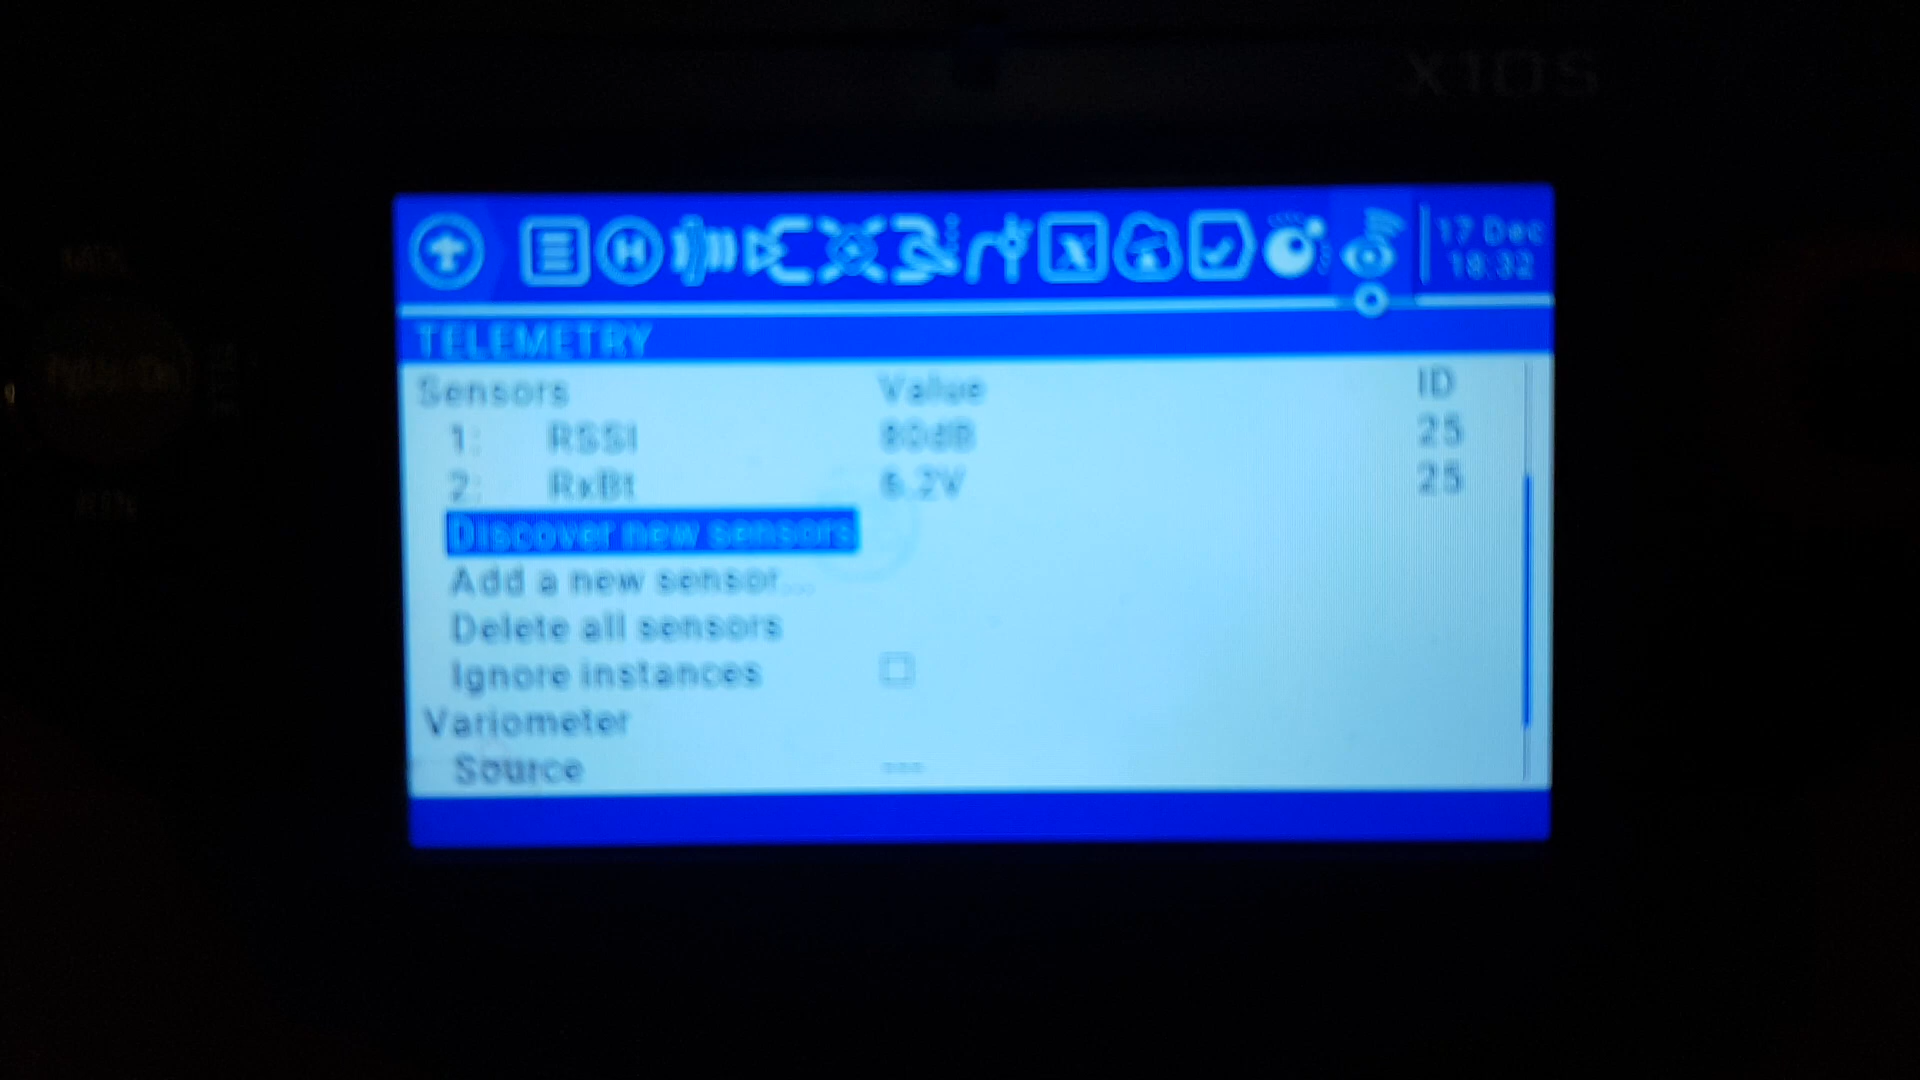 X10S
17 Dec
18:32
TELEMETRY
Sensors Value ID
1: RSSI 80dB 25
2: RxBt 6.2V 25
Discover new sensors
Add a new sensor...
Delete all sensors
Ignore instances
Variometer
Source ---